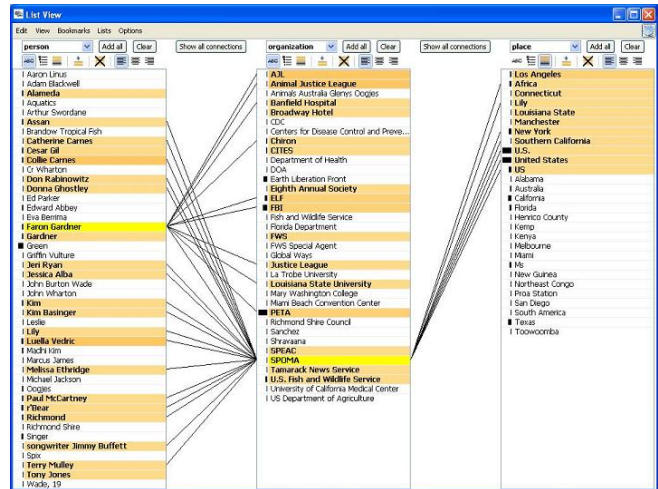 List View
Edit View Bookmarks Lists Options
person Add all Clear Show all connections organization Add all Clear Show all connections place Add all Clear
ABC ABC ABC
Aaron Linus
Adam Blackwell
Alameda
Aquatics
Arthur Swordane
Assan
Brandow Tropical Fish
Catherine Carnes
Cesar Gil
Collie Carnes
Cr Wharton
Don Rabinowitz
Donna Ghostley
Ed Parker
Edward Abbey
Eva Berrima
Faron Gardner
Gardner
Green
Griffin Vulture
Jeri Ryan
Jessica Alba
John Burton Wade
John Wharton
Kim
Kim Basinger
Leslie
Lily
Luella Vedric
Madhi Kim
Marcus James
Melissa Ethridge
Michael Jackson
Oogjes
Paul McCartney
r'Bear
Richmond
Richmond Shire
Singer
songwriter Jimmy Buffett
Spix
Terry Mulley
Tony Jones
Wade, 19
AJL
Animal Justice League
Animals Australia Glenys Oogjes
Banfield Hospital
Broadway Hotel
CDC
Centers for Disease Control and Preve...
Chiron
CITES
Department of Health
DOA
Earth Liberation Front
Eighth Annual Society
ELF
FBI
Fish and Wildlife Service
Florida Department
FWS
FWS Special Agent
Global Ways
Justice League
La Trobe University
Louisiana State University
Mary Washington College
Miami Beach Convention Center
PETA
Richmond Shire Council
Sanchez
Shravaana
SPEAC
SPOMA
Tamarack News Service
U.S. Fish and Wildlife Service
University of California Medical Center
US Department of Agriculture
Los Angeles
Africa
Connecticut
Lily
Louisiana State
Manchester
New York
Southern California
U.S.
United States
US
Alabama
Australia
California
Florida
Henrico County
Kemp
Kenya
Melbourne
Miami
Ms
New Guinea
Northeast Congo
Proa Station
San Diego
South America
Texas
Toowoomba